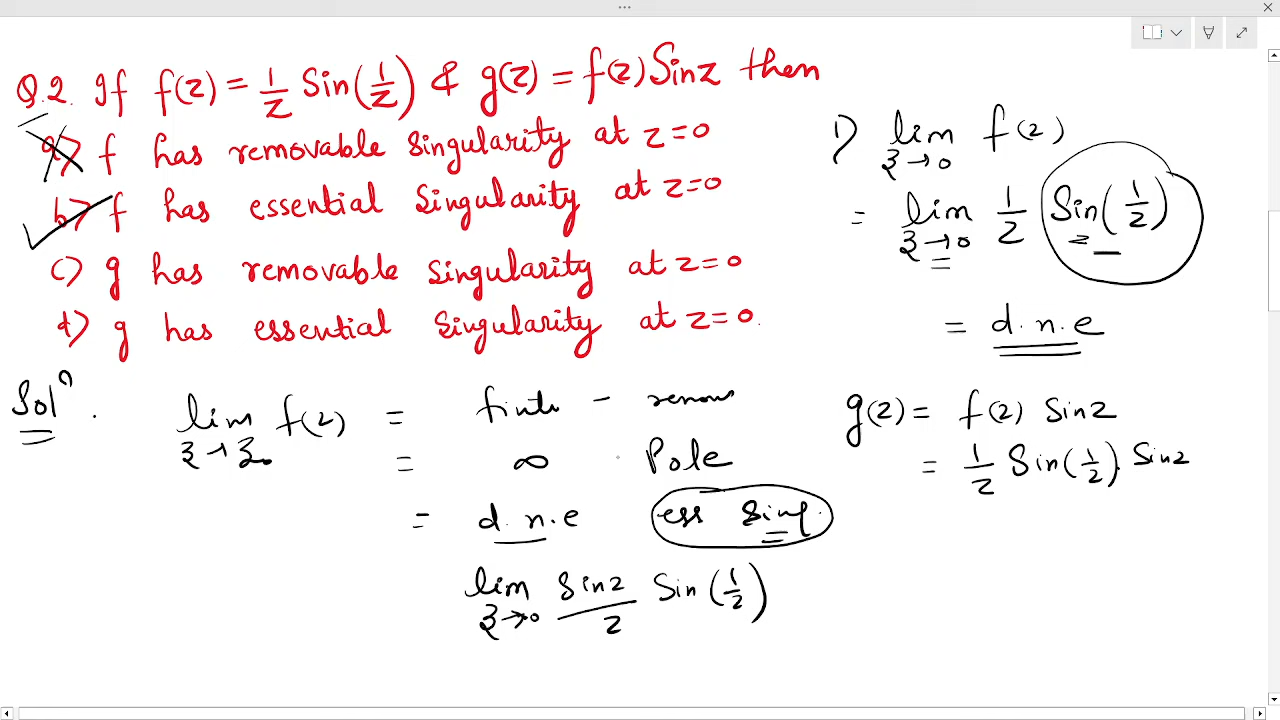 Q.2. If f(z) = 1/z Sin(1/z) & g(z) = f(z) Sinz then
a> f has removable singularity at z=0
b> f has essential Singularity at z=0
c) g has removable singularity at z=0
d) g has essential Singularity at z=0.
Solⁿ.
lim z→z₀ f(z) = finite –
= ∞ Pole
= d.n.e ess Sing.
lim z→0 Sinz/z Sin(1/z)
1) lim z→0 f(z)
= lim z→0 1/z Sin(1/z)
= d.n.e
g(z) = f(z) Sinz
= 1/z Sin(1/z). Sinz